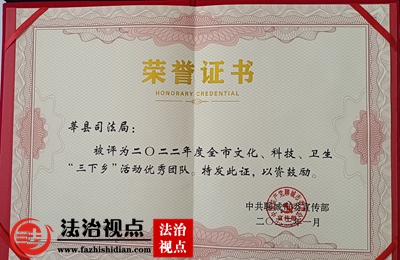 荣誉证书
HONORARY CREDENTIAL
莘县司法局：
被评为二〇二二年度全市文化、科技、卫生
“三下乡”活动优秀团队。特发此证，以资鼓励。
中共聊城市委宣传部
一月
法治视点
www.fazhishidian.com
法治
视点